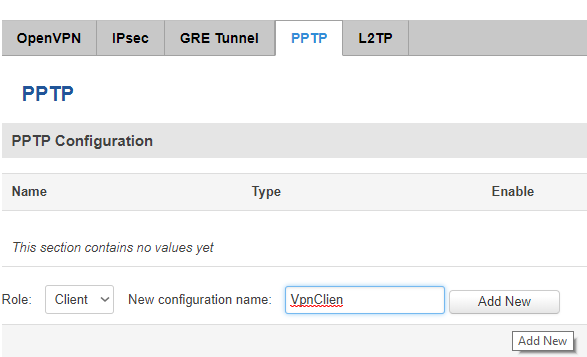 OpenVPN IPsec GRE Tunnel PPTP L2TP
PPTP
PPTP Configuration
Name Type Enable
This section contains no values yet
Role: Client New configuration name: VpnClien Add New
Add New